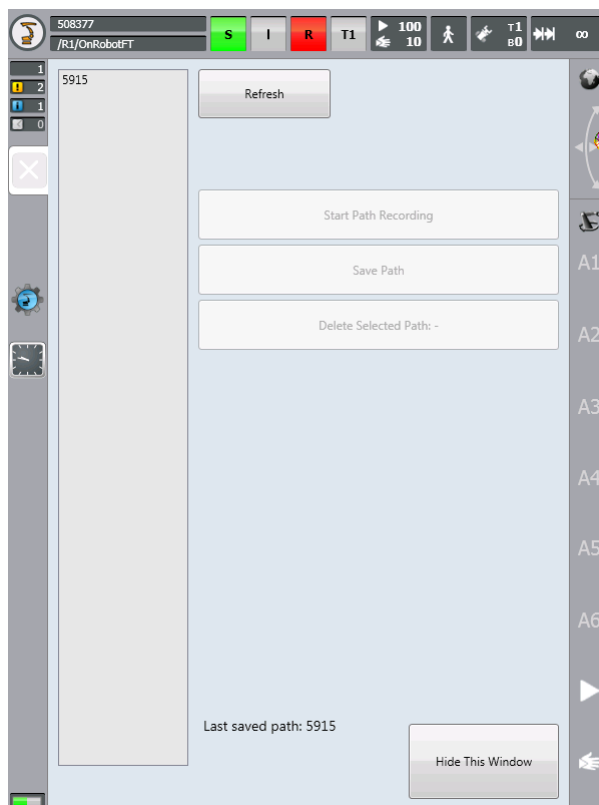 508377
/R1/OnRobotFT
S I R T1
100
10
T1
B0
∞
1
2
1
0
5915
Refresh
Start Path Recording
Save Path
Delete Selected Path: -
A1
A2
A3
A4
A5
A6
Last saved path: 5915
Hide This Window